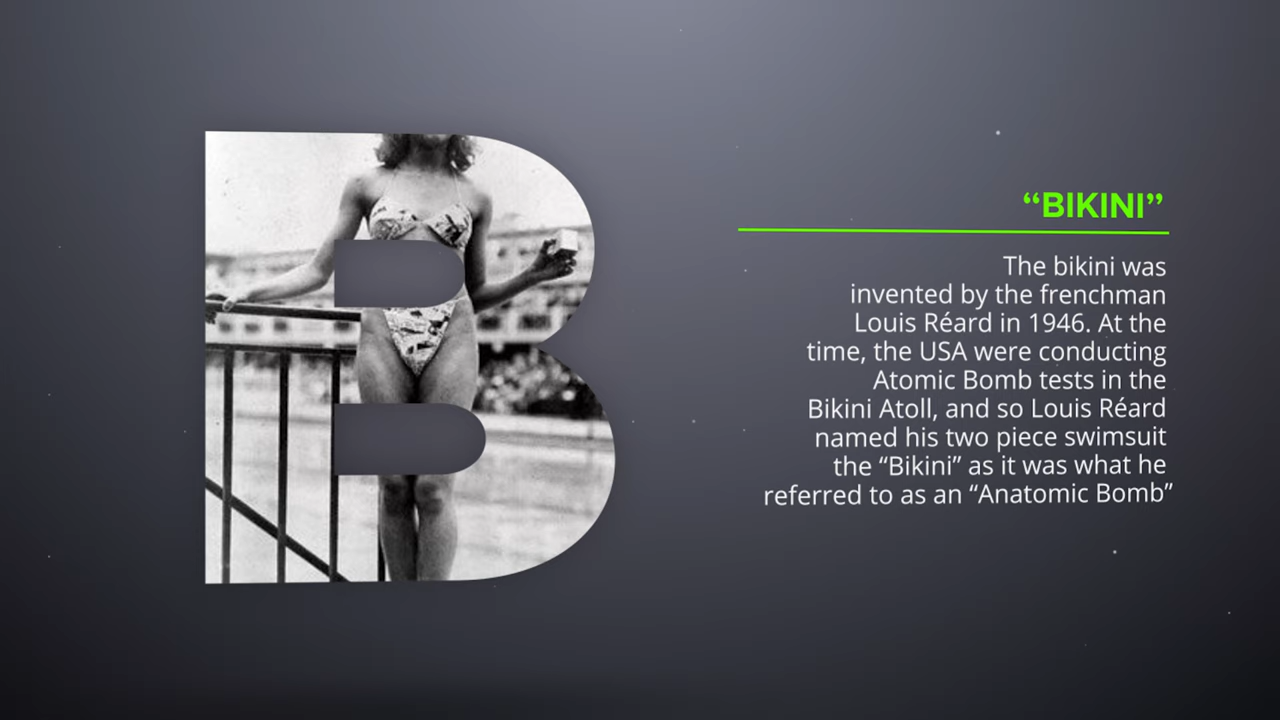 B
“BIKINI”
The bikini was
invented by the frenchman
Louis Réard in 1946. At the
time, the USA were conducting
Atomic Bomb tests in the
Bikini Atoll, and so Louis Réard
named his two piece swimsuit
the “Bikini” as it was what he
referred to as an “Anatomic Bomb”